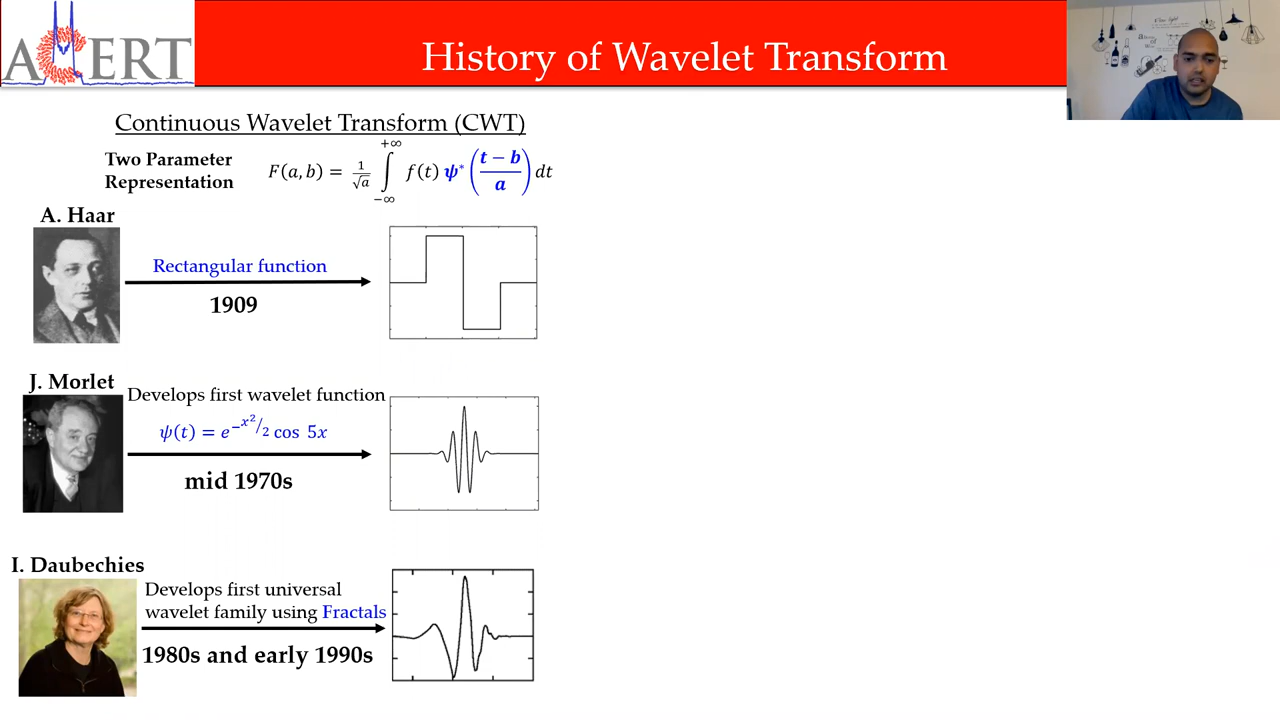 ACERT
History of Wavelet Transform
Continuous Wavelet Transform (CWT)
Two Parameter
Representation
F(a, b) = 1/√a ∫_{−∞}^{+∞} f(t) ψ* ((t − b)/a) dt
A. Haar
Rectangular function
1909
J. Morlet
Develops first wavelet function
ψ(t) = e^{−x²/2} cos 5x
mid 1970s
I. Daubechies
Develops first universal
wavelet family using Fractals
1980s and early 1990s